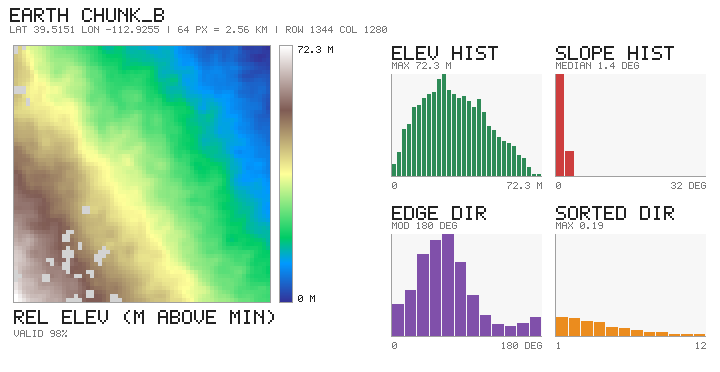 EARTH CHUNK_B
LAT 39.5151 LON -112.9255 | 64 PX = 2.56 KM | ROW 1344 COL 1280
72.3 M
0 M
REL ELEV (M ABOVE MIN)
VALID 98%
ELEV HIST
MAX 72.3 M
0 72.3 M
SLOPE HIST
MEDIAN 1.4 DEG
0 32 DEG
EDGE DIR
MOD 180 DEG
0 180 DEG
SORTED DIR
MAX 0.19
1 12